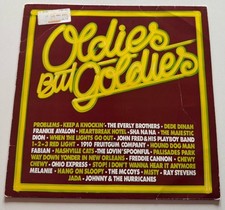 Oldies
But
Goldies
PROBLEMS - KEEP A KNOCKIN - THE EVERLY BROTHERS - DEDE DINAH
FRANKIE AVALON - HEARTBREAK HOTEL - SHA NA NA - THE MAJESTIC
DION - WHEN THE LIGHTS GO OUT - JOHN FRED & HIS PLAYBOY BAND
1-2-3 RED LIGHT - 1910 FRUITGUM COMPANY - HOUND DOG MAN
FABIAN - NASHVILLE CATS - THE LOVIN' SPOONFUL - PALISADES PARK
WAY DOWN YONDER IN NEW ORLEANS - FREDDIE CANNON - CHEWY
CHEWY - OHIO EXPRESS - STOP! I DON'T WANNA HEAR IT ANYMORE
MELANIE - HANG ON SLOOPY - THE MCCOYS - MISTY - RAY STEVENS
JADA - JOHNNY & THE HURRICANES